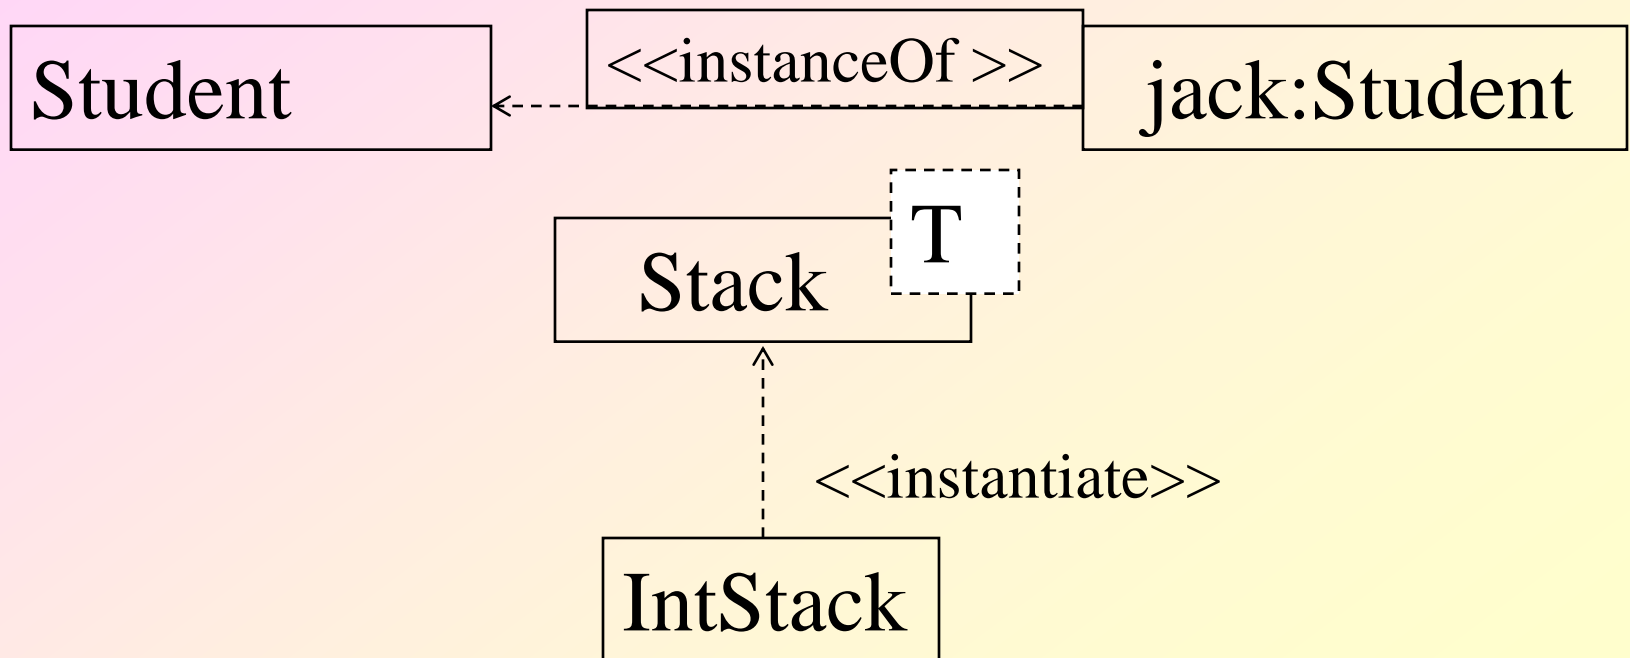 Student
<<instanceOf >>
jack:Student
T
Stack
<<instantiate>>
IntStack